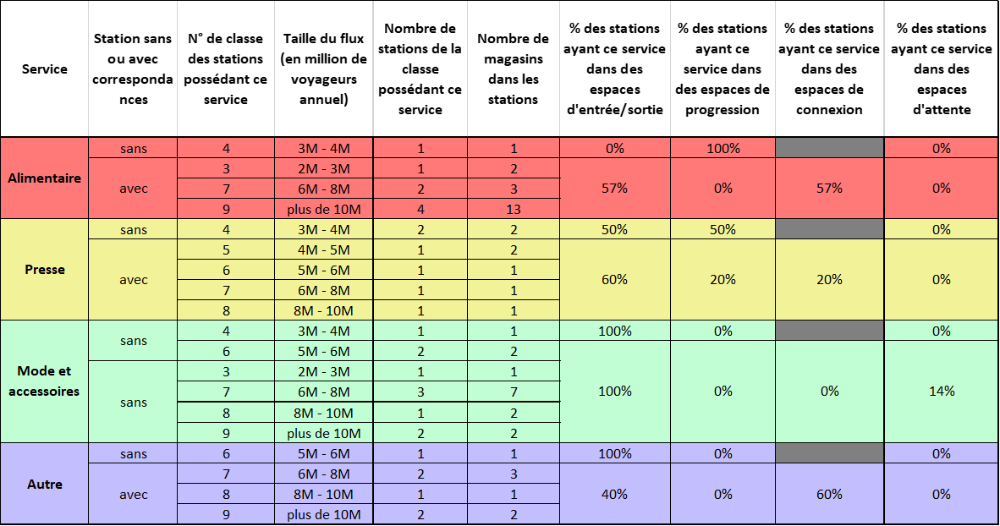 Service
Station sans
ou avec
corresponda
nces
N° de classe
des stations
possédant ce
service
Taille du flux
(en million de
voyageurs
annuel)
Nombre de
stations de la
classe
possédant ce
service
Nombre de
magasins
dans les
stations
% des stations
ayant ce service
dans des
espaces
d'entrée/sortie
% des stations
ayant ce
service dans
des espaces de
progression
% des stations
ayant ce service
dans des
espaces de
connexion
% des stations
ayant ce service
dans des
espaces
d'attente
Alimentaire
sans 4 3M - 4M 1 1 0% 100% 0%
3 2M - 3M 1 2
avec 7 6M - 8M 2 3 57% 0% 57% 0%
9 plus de 10M 4 13
Presse
sans 4 3M - 4M 2 2 50% 50% 0%
5 4M - 5M 1 2
6 5M - 6M 1 1
avec 60% 20% 20% 0%
7 6M - 8M 1 1
8 8M - 10M 1 1
Mode et
accessoires
sans
4 3M - 4M 1 1 100% 0% 0%
6 5M - 6M 2 2
3 2M - 3M 1 1
7 6M - 8M 3 7 100% 0% 0% 14%
sans
8 8M - 10M 1 2
9 plus de 10M 2 2
Autre
sans 6 5M - 6M 1 1 100% 0% 0%
7 6M - 8M 2 3
avec 8 8M - 10M 1 1 40% 0% 60% 0%
9 plus de 10M 2 2